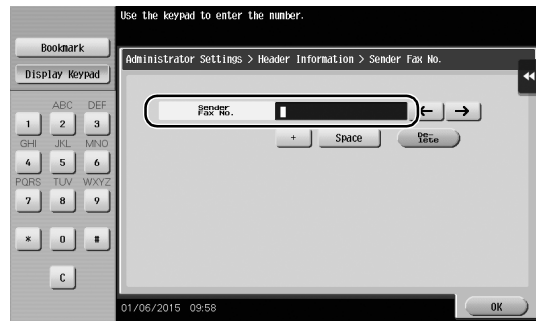 Use the keypad to enter the number.
Bookmark
Display Keypad
Administrator Settings > Header Information > Sender Fax No.
ABC DEF
1 2 3
GHI JKL MNO
4 5 6
PQRS TUV WXYZ
7 8 9
* 0 #
C
Sender
Fax No.
← →
+ Space De-
lete
01/06/2015 09:58
OK